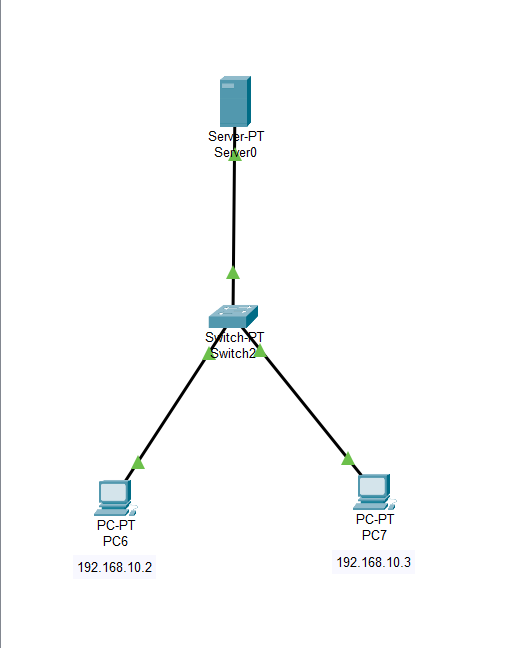 Server-PT
Server0
Switch-PT
Switch2
PC-PT
PC6
192.168.10.2
PC-PT
PC7
192.168.10.3